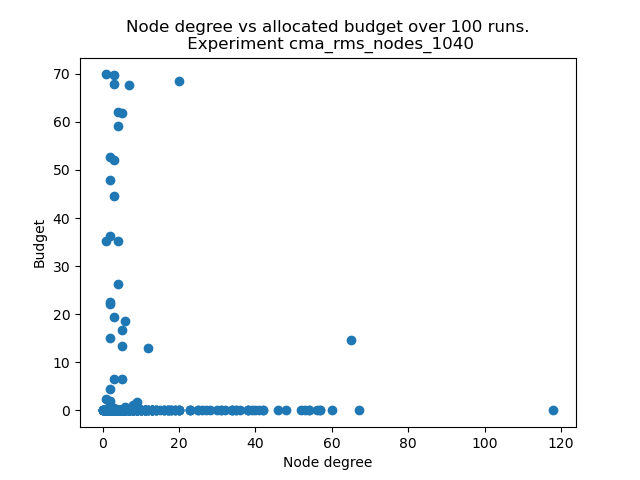 Node degree vs allocated budget over 100 runs.
Experiment cma_rms_nodes_1040
70
60
50
40
30
20
10
0
Budget
0 20 40 60 80 100 120
Node degree